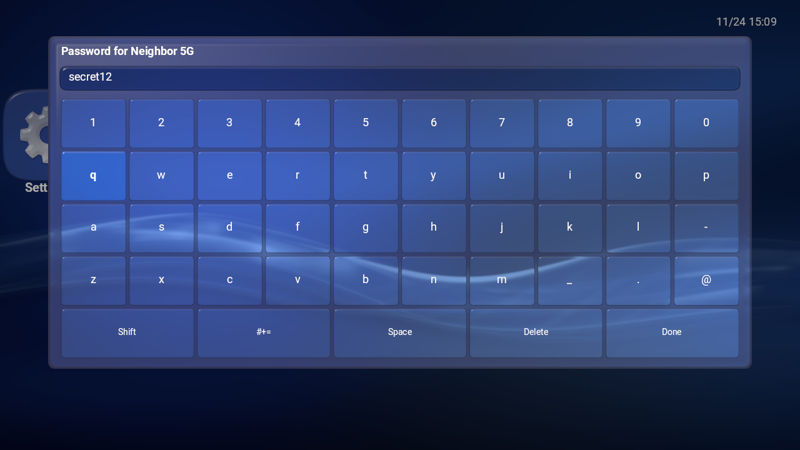 11/24 15:09
Password for Neighbor 5G
secret12
1 2 3 4 5 6 7 8 9 0
q w e r t y u i o p
a s d f g h j k l -
z x c v b n m _ . @
Shift #+= Space Delete Done
Sett